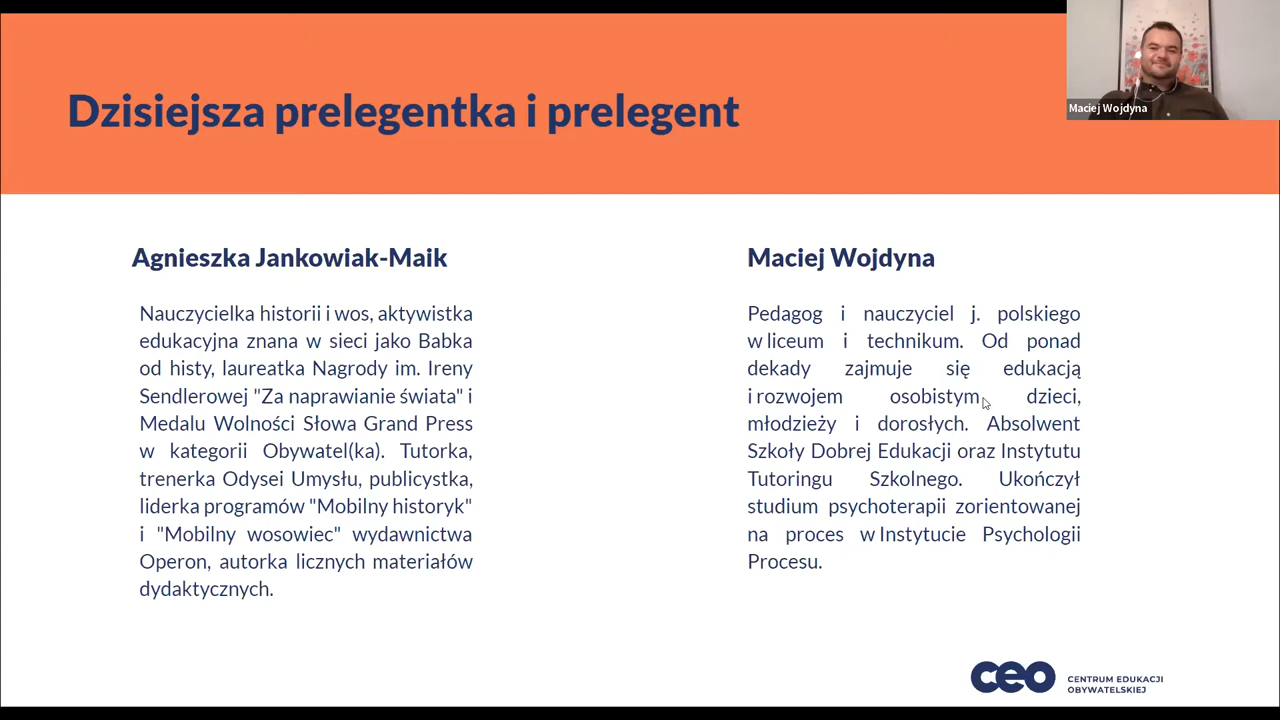 Dzisiejsza prelegentka i prelegent
Maciej Wojdyna
Agnieszka Jankowiak-Maik
Nauczycielka historii i wos, aktywistka
edukacyjna znana w sieci jako Babka
od histy, laureatka Nagrody im. Ireny
Sendlerowej "Za naprawianie świata" i
Medalu Wolności Słowa Grand Press
w kategorii Obywatel(ka). Tutorka,
trenerka Odysei Umysłu, publicystka,
liderka programów "Mobilny historyk"
i "Mobilny wosowiec" wydawnictwa
Operon, autorka licznych materiałów
dydaktycznych.
Maciej Wojdyna
Pedagog i nauczyciel j. polskiego
w liceum i technikum. Od ponad
dekady zajmuje się edukacją
i rozwojem osobistym dzieci,
młodzieży i dorosłych. Absolwent
Szkoły Dobrej Edukacji oraz Instytutu
Tutoringu Szkolnego. Ukończył
studium psychoterapii zorientowanej
na proces w Instytucie Psychologii
Procesu.
ceo
CENTRUM EDUKACJI
OBYWATELSKIEJ